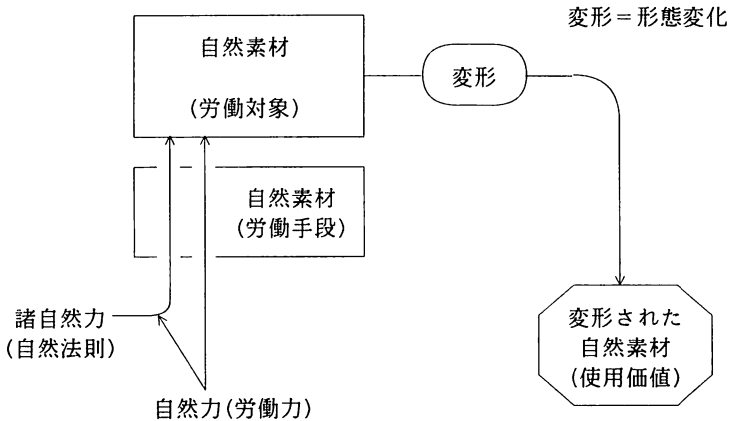 変形＝形態変化
自然素材
(労働対象)
変形
自然素材
(労働手段)
諸自然力
(自然法則)
自然力(労働力)
変形された
自然素材
(使用価値)